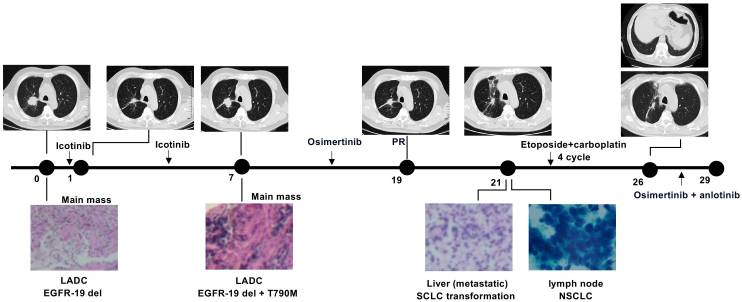 Icotinib
Icotinib
Osimertinib
PR
Etoposide+carboplatin
4 cycle
0
1
7
19
21
26
29
Osimertinib + anlotinib
Main mass
Main mass
LADC
EGFR-19 del
LADC
EGFR-19 del + T790M
Liver (metastatic)
SCLC transformation
lymph node
NSCLC